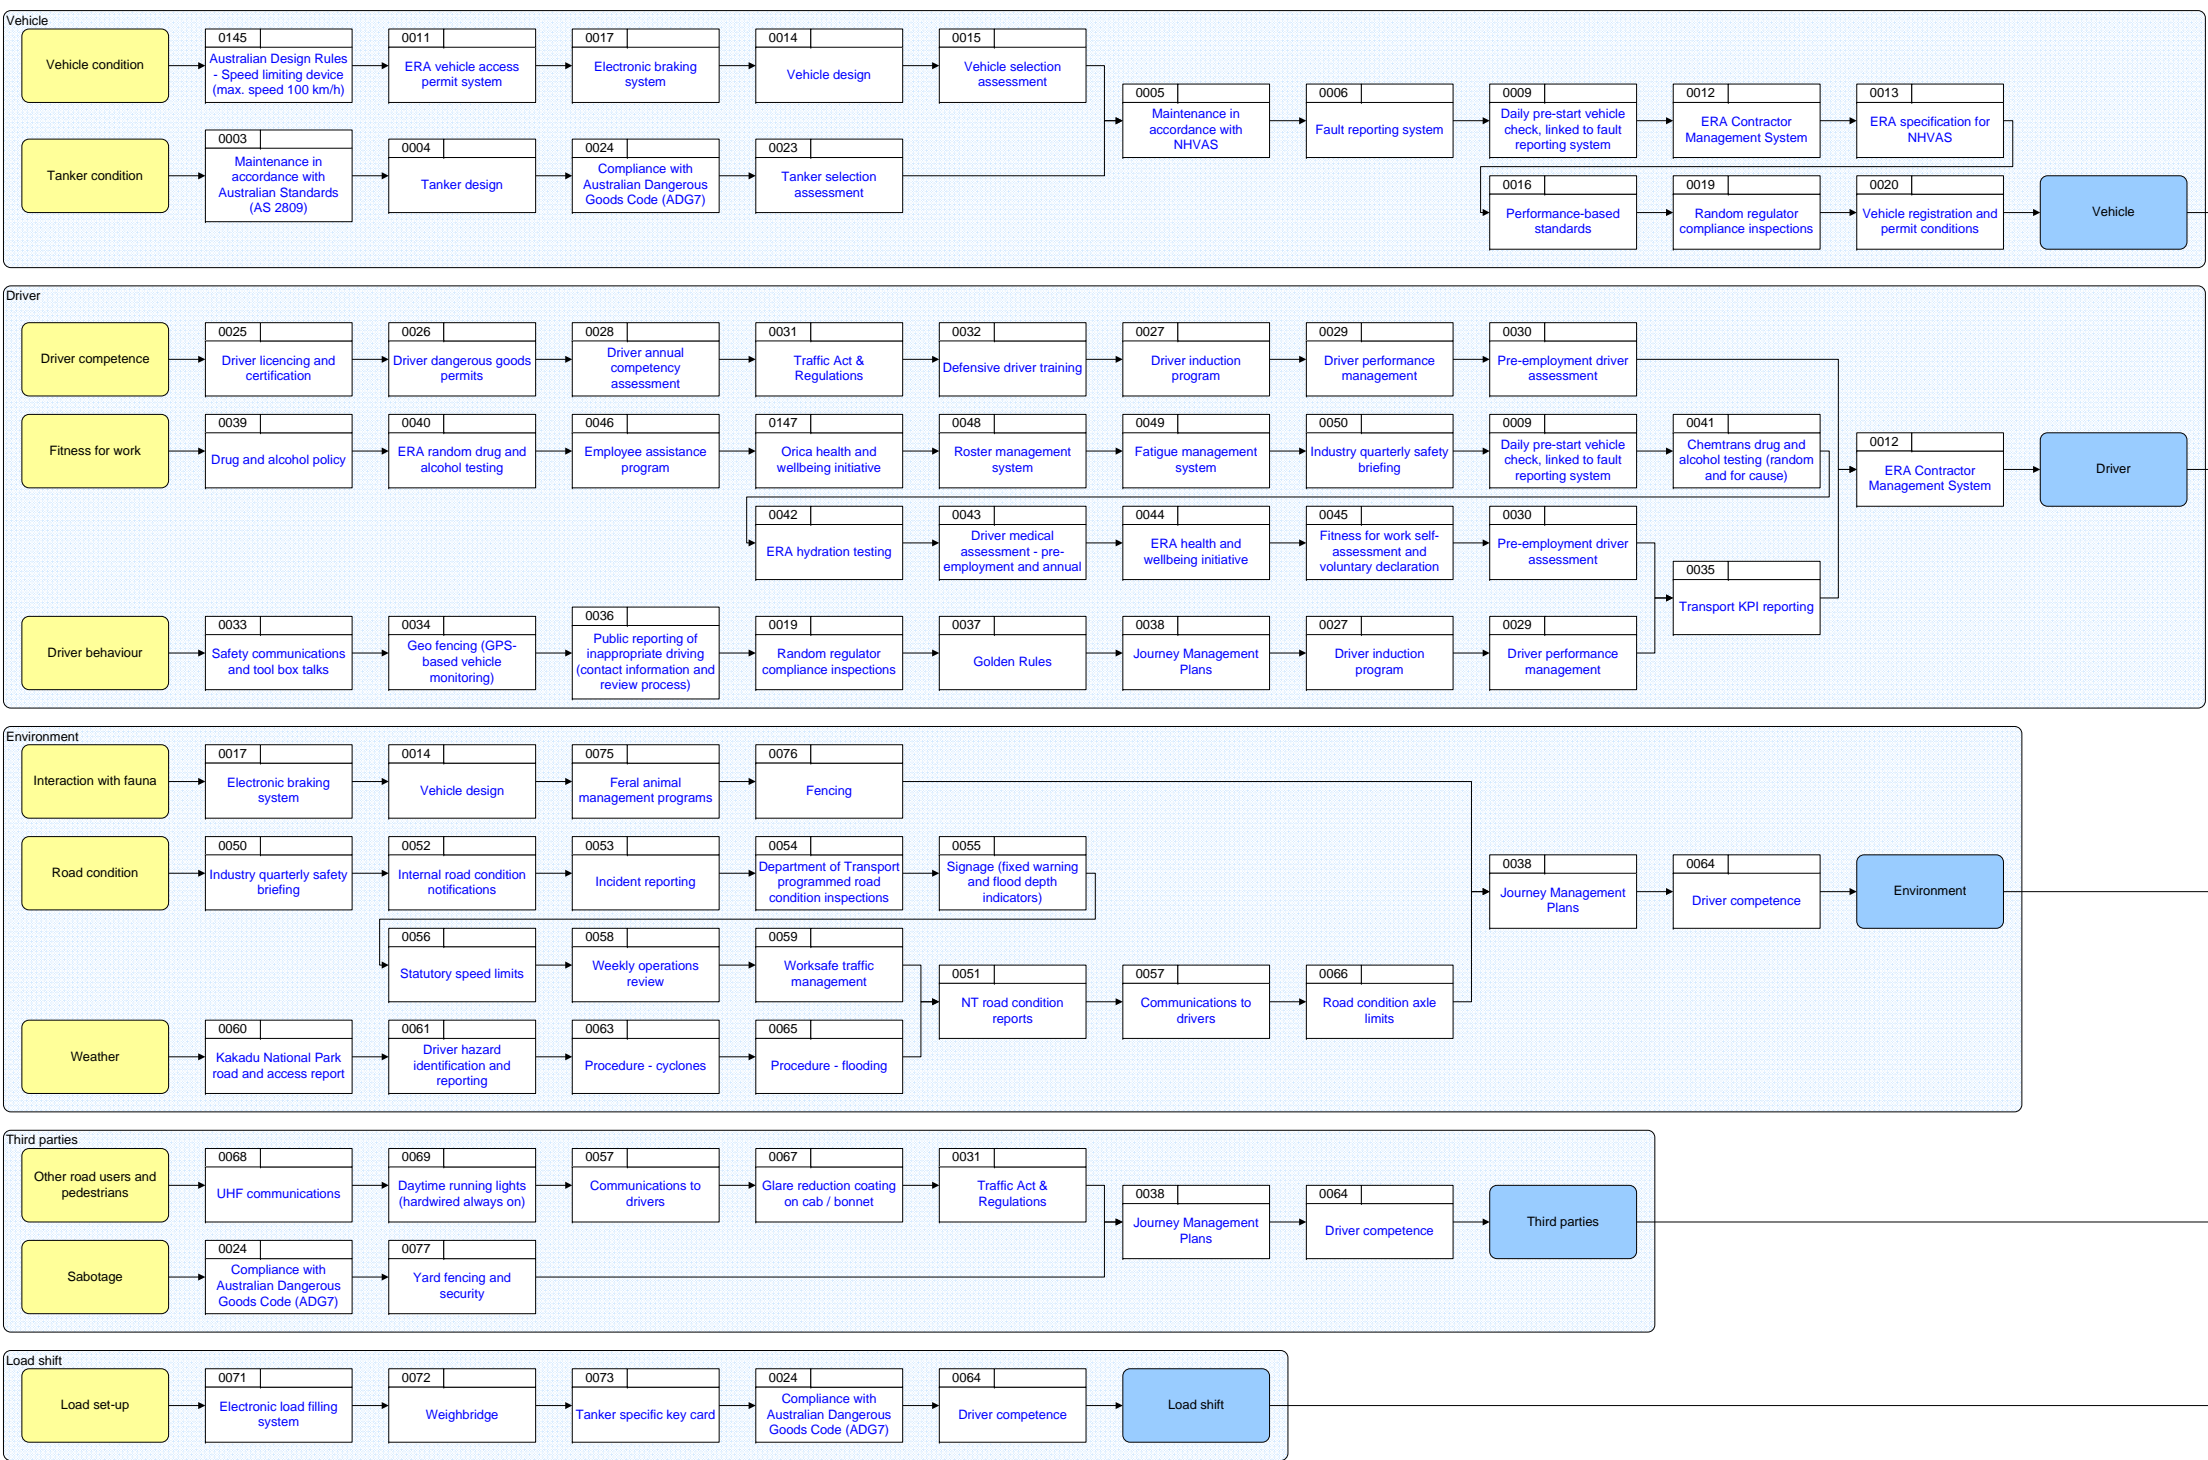 Vehicle
Vehicle condition
0145
Australian Design Rules
- Speed limiting device
(max. speed 100 km/h)
0011
ERA vehicle access
permit system
0017
Electronic braking
system
0014
Vehicle design
0015
Vehicle selection
assessment
Tanker condition
0003
Maintenance in
accordance with
Australian Standards
(AS 2809)
0004
Tanker design
0024
Compliance with
Australian Dangerous
Goods Code (ADG7)
0023
Tanker selection
assessment
0005
Maintenance in
accordance with
NHVAS
0006
Fault reporting system
0009
Daily pre-start vehicle
check, linked to fault
reporting system
0012
ERA Contractor
Management System
0013
ERA specification for
NHVAS
0016
Performance-based
standards
0019
Random regulator
compliance inspections
0020
Vehicle registration and
permit conditions
Vehicle
Driver
Driver competence
0025
Driver licencing and
certification
0026
Driver dangerous goods
permits
0028
Driver annual
competency
assessment
0031
Traffic Act &
Regulations
0032
Defensive driver training
0027
Driver induction
program
0029
Driver performance
management
0030
Pre-employment driver
assessment
Fitness for work
0039
Drug and alcohol policy
0040
ERA random drug and
alcohol testing
0046
Employee assistance
program
0147
Orica health and
wellbeing initiative
0048
Roster management
system
0049
Fatigue management
system
0050
Industry quarterly safety
briefing
0009
Daily pre-start vehicle
check, linked to fault
reporting system
0041
Chemtrans drug and
alcohol testing (random
and for cause)
0042
ERA hydration testing
0043
Driver medical
assessment - pre-
employment and annual
0044
ERA health and
wellbeing initiative
0045
Fitness for work self-
assessment and
voluntary declaration
0030
Pre-employment driver
assessment
Driver behaviour
0033
Safety communications
and tool box talks
0034
Geo fencing (GPS-
based vehicle
monitoring)
0036
Public reporting of
inappropriate driving
(contact information and
review process)
0019
Random regulator
compliance inspections
0037
Golden Rules
0038
Journey Management
Plans
0027
Driver induction
program
0029
Driver performance
management
0035
Transport KPI reporting
0012
ERA Contractor
Management System
Driver
Environment
Interaction with fauna
0017
Electronic braking
system
0014
Vehicle design
0075
Feral animal
management programs
0076
Fencing
Road condition
0050
Industry quarterly safety
briefing
0052
Internal road condition
notifications
0053
Incident reporting
0054
Department of Transport
programmed road
condition inspections
0055
Signage (fixed warning
and flood depth
indicators)
0056
Statutory speed limits
0058
Weekly operations
review
0059
Worksafe traffic
management
Weather
0060
Kakadu National Park
road and access report
0061
Driver hazard
identification and
reporting
0063
Procedure - cyclones
0065
Procedure - flooding
0051
NT road condition
reports
0057
Communications to
drivers
0066
Road condition axle
limits
0038
Journey Management
Plans
0064
Driver competence
Environment
Third parties
Other road users and
pedestrians
0068
UHF communications
0069
Daytime running lights
(hardwired always on)
0057
Communications to
drivers
0067
Glare reduction coating
on cab / bonnet
0031
Traffic Act &
Regulations
Sabotage
0024
Compliance with
Australian Dangerous
Goods Code (ADG7)
0077
Yard fencing and
security
0038
Journey Management
Plans
0064
Driver competence
Third parties
Load shift
Load set-up
0071
Electronic load filling
system
0072
Weighbridge
0073
Tanker specific key card
0024
Compliance with
Australian Dangerous
Goods Code (ADG7)
0064
Driver competence
Load shift